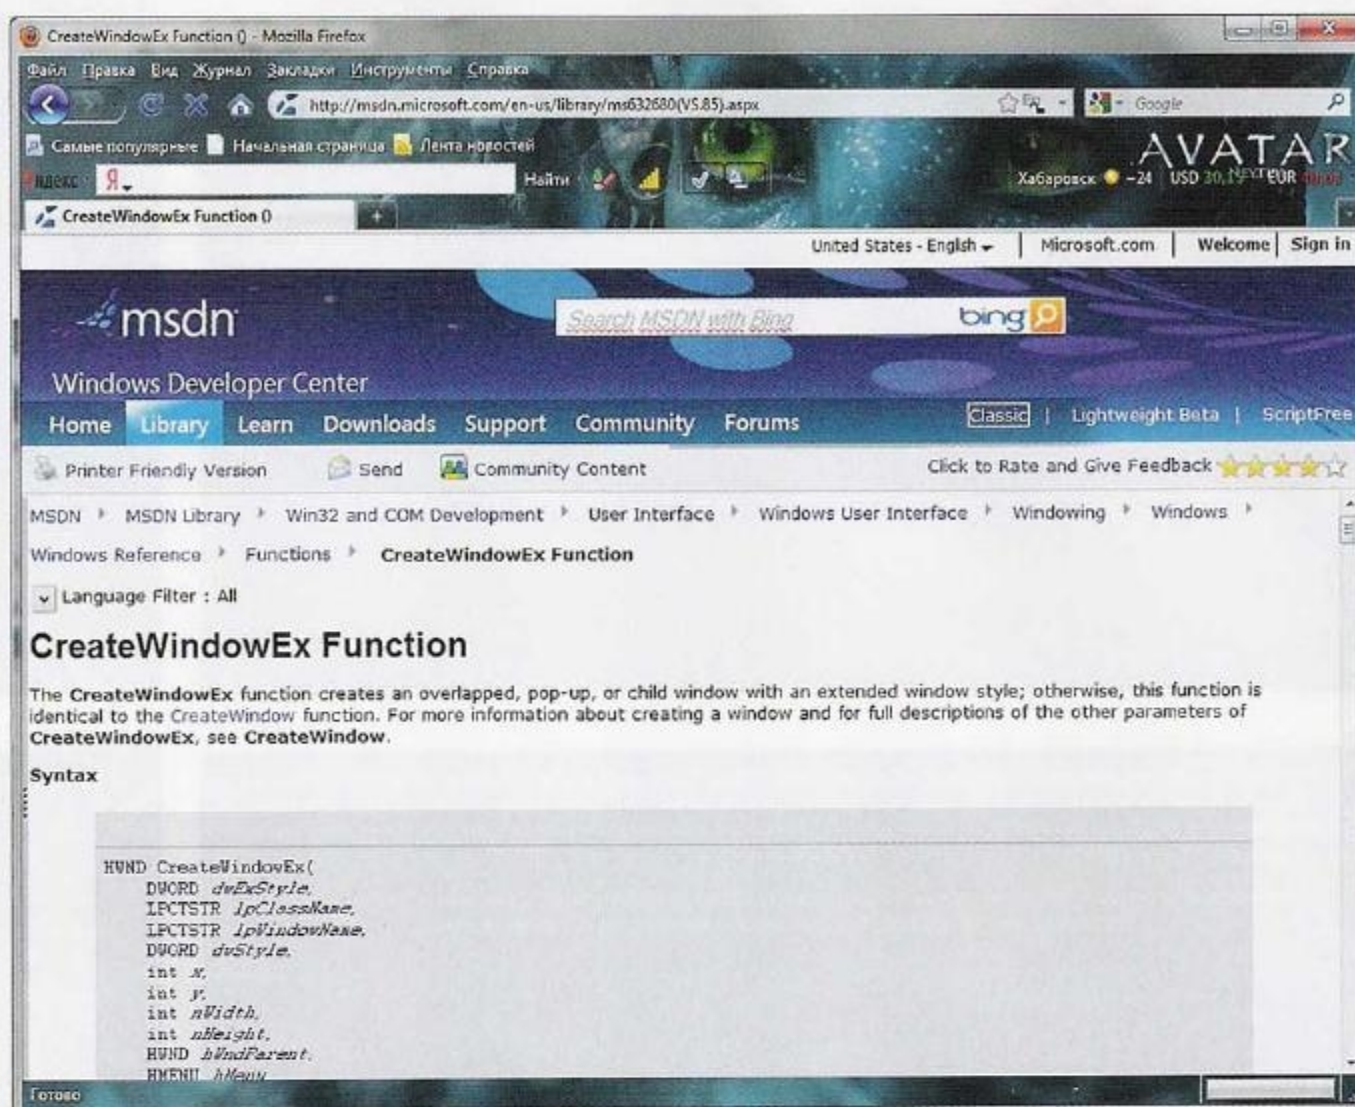 CreateWindowEx Function () - Mozilla Firefox
Файл Правка Вид Журнал Закладки Инструменты Справка
http://msdn.microsoft.com/en-us/library/ms632680(VS.85).aspx
Google
Самые популярные Начальная страница Лента новостей
AVATAR
Яндекс Я Найти Хабаровск -24 USD NEXT EUR
CreateWindowEx Function ()
United States - English | Microsoft.com | Welcome | Sign in
msdn
Search MSDN with Bing
bing
Windows Developer Center
Home Library Learn Downloads Support Community Forums
Classic | Lightweight Beta | ScriptFree
Printer Friendly Version Send Community Content Click to Rate and Give Feedback
MSDN MSDN Library Win32 and COM Development User Interface Windows User Interface Windowing Windows
Windows Reference Functions CreateWindowEx Function
Language Filter : All
CreateWindowEx Function
The CreateWindowEx function creates an overlapped, pop-up, or child window with an extended window style; otherwise, this function is
identical to the CreateWindow function. For more information about creating a window and for full descriptions of the other parameters of
CreateWindowEx, see CreateWindow.
Syntax
HWND CreateWindowEx(
DWORD dwExStyle,
LPCTSTR lpClassName,
LPCTSTR lpWindowName,
DWORD dwStyle,
int x,
int y,
int nWidth,
int nHeight,
HWND hWndParent,
HMENU hMenu
Готово